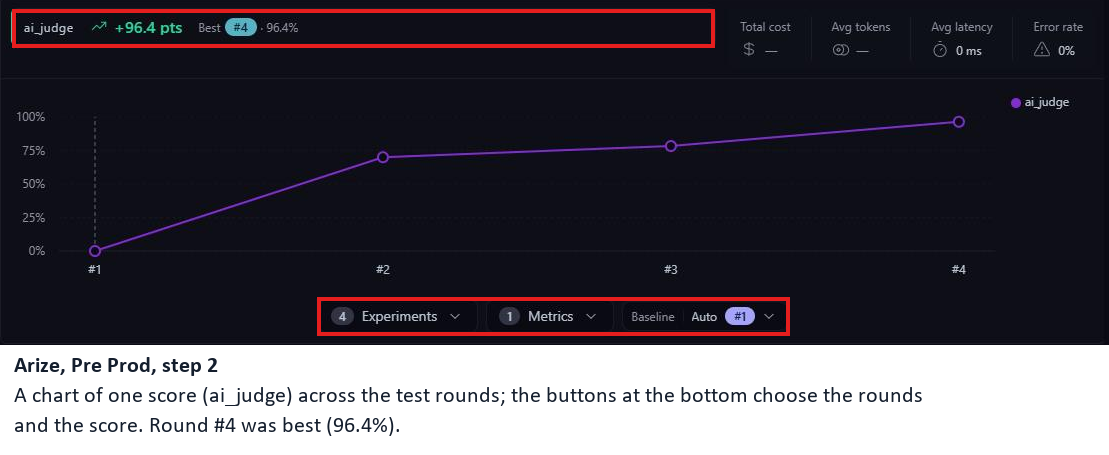 ai_judge +96.4 pts Best #4 · 96.4%
Total cost Avg tokens Avg latency Error rate
$ — — 0 ms 0%
ai_judge
100%
75%
50%
25%
0%
#1 #2 #3 #4
4 Experiments 1 Metrics Baseline Auto #1
Arize, Pre Prod, step 2
A chart of one score (ai_judge) across the test rounds; the buttons at the bottom choose the rounds
and the score. Round #4 was best (96.4%).